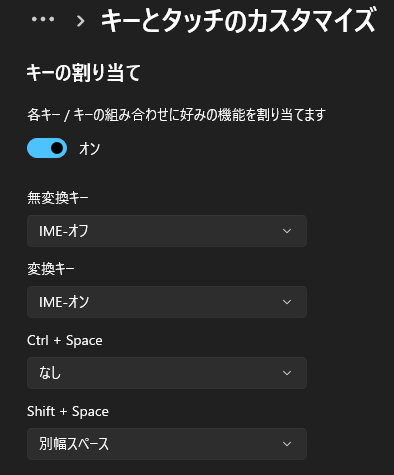 … > キーとタッチのカスタマイズ
キーの割り当て
各キー / キーの組み合わせに好みの機能を割り当てます
オン
無変換キー
IME-オフ
変換キー
IME-オン
Ctrl + Space
なし
Shift + Space
別幅スペース